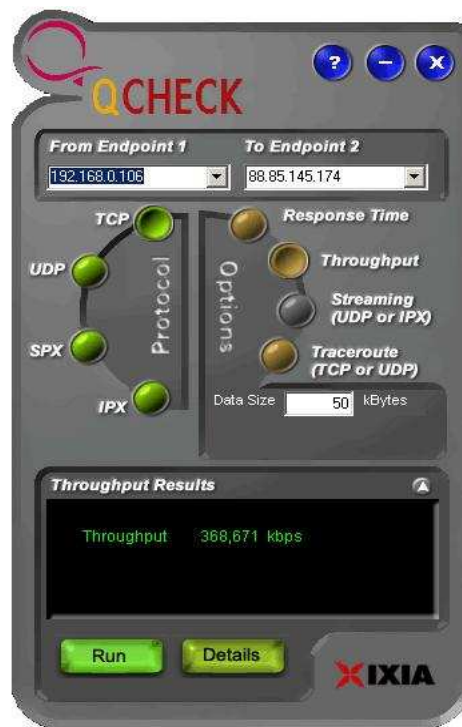 ? – X
QCHECK
From Endpoint 1 To Endpoint 2
192.168.0.106 88.85.145.174
TCP
UDP
SPX
IPX
Protocol
Options
Response Time
Throughput
Streaming
(UDP or IPX)
Traceroute
(TCP or UDP)
Data Size 50 kBytes
Throughput Results
Throughput 368,671 kbps
Run Details
IXIA